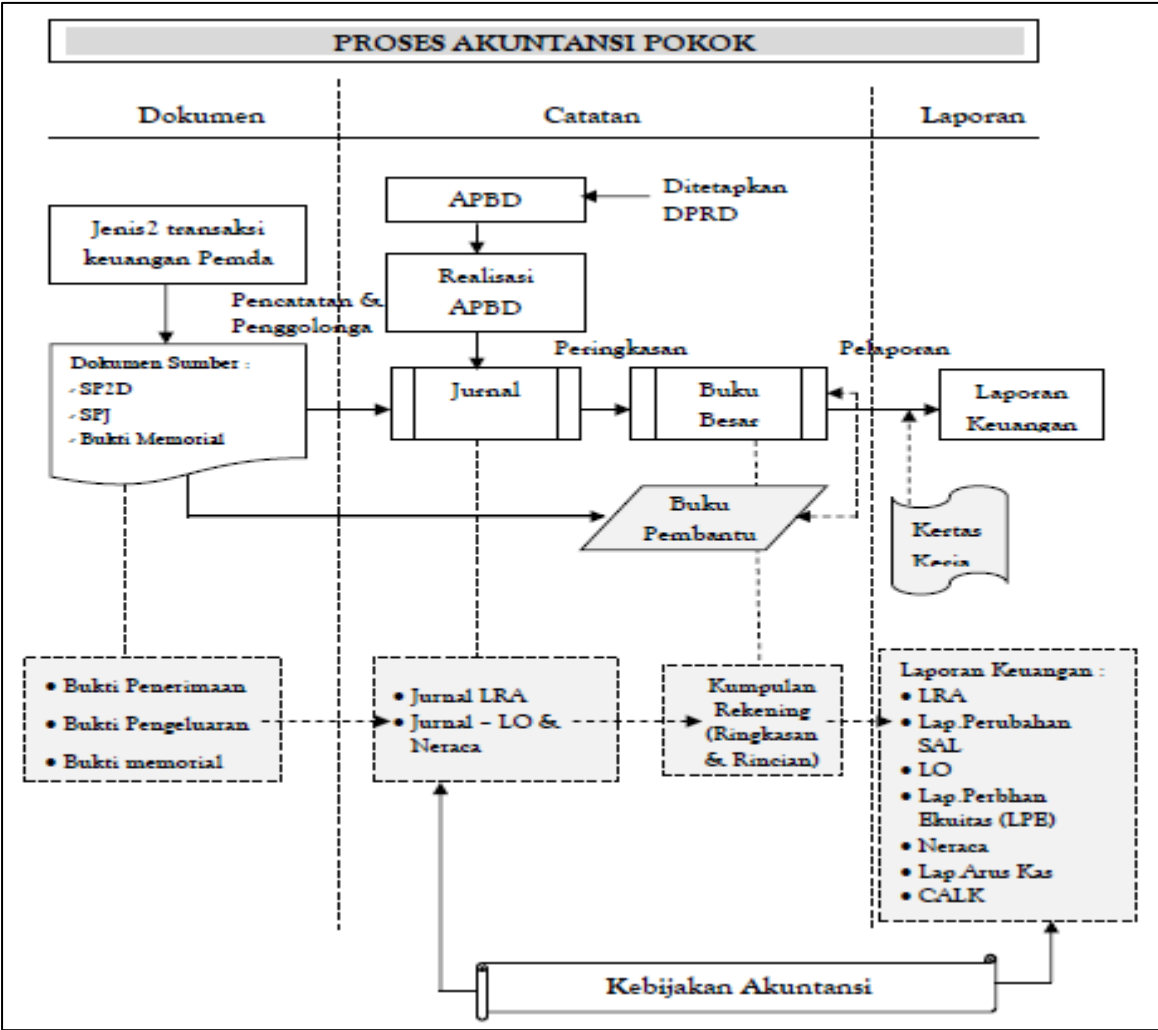 PROSES AKUNTANSI POKOK
Dokumen
Catatan
Laporan
APBD
Ditetapkan
DPRD
Jenis2 transaksi
keuangan Pemda
Realisasi
APBD
Pencatatan &
Penggolonga
Peringkasan
Pelaporan
Dokumen Sumber :
- SP2D
- SPJ
- Bukti Memorial
Jurnal
Buku
Besar
Laporan
Keuangan
Buku
Pembantu
Kertas
Kerja
• Bukti Penerimaan
• Bukti Pengeluaran
• Bukti memorial
• Jurnal LRA
• Jurnal – LO &
Neraca
Kumpulan
Rekening
(Ringkasan
& Rincian)
Laporan Keuangan :
• LRA
• Lap.Perubahan
SAL
• LO
• Lap.Perbhan
Ekuitas (LPE)
• Neraca
• Lap.Arus Kas
• CALK
Kebijakan Akuntansi